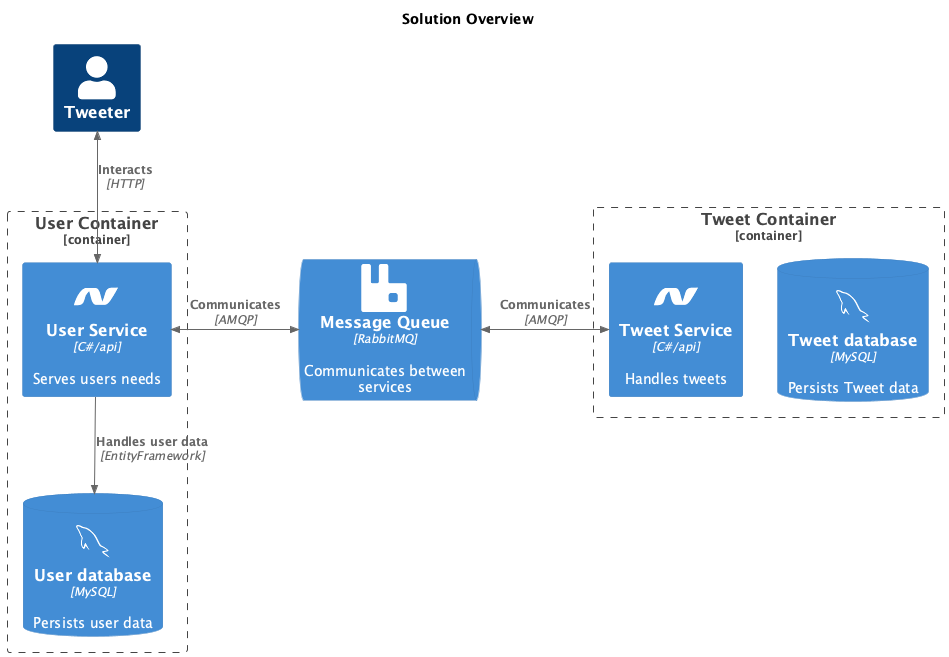 Solution Overview
Tweeter
Interacts
[HTTP]
User Container
[container]
User Service
[C#/api]
Serves users needs
Communicates
[AMQP]
Message Queue
[RabbitMQ]
Communicates between
services
Communicates
[AMQP]
Tweet Container
[container]
Tweet Service
[C#/api]
Handles tweets
Tweet database
[MySQL]
Persists Tweet data
Handles user data
[EntityFramework]
User database
[MySQL]
Persists user data